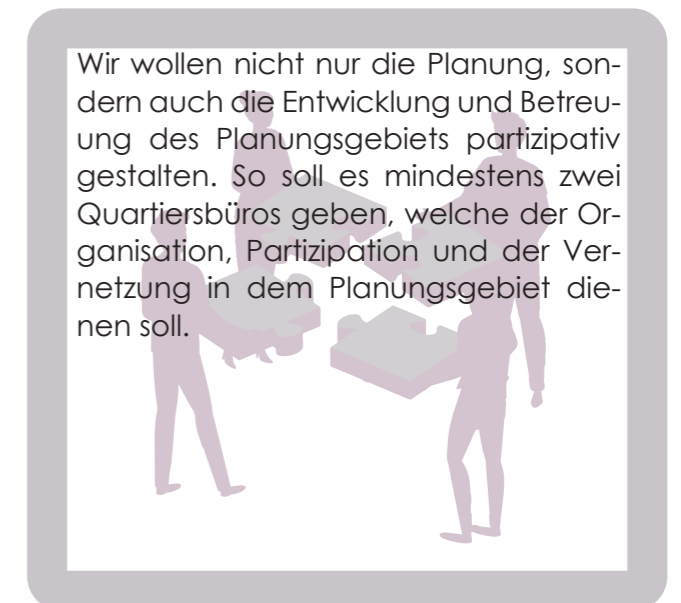 Wir wollen nicht nur die Planung, son-
dern auch die Entwicklung und Betreu-
ung des Planungsgebiets partizipativ
gestalten. So soll es mindestens zwei
Quartiersbüros geben, welche der Or-
ganisation, Partizipation und der Ver-
netzung in dem Planungsgebiet die-
nen soll.